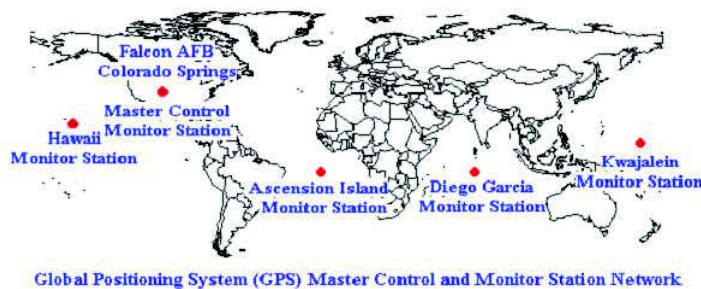 Falcon AFB
Colorado Springs
Master Control
Monitor Station
Hawaii
Monitor Station
Ascension Island
Monitor Station
Diego Garcia
Monitor Station
Kwajalein
Monitor Station
Global Positioning System (GPS) Master Control and Monitor Station Network